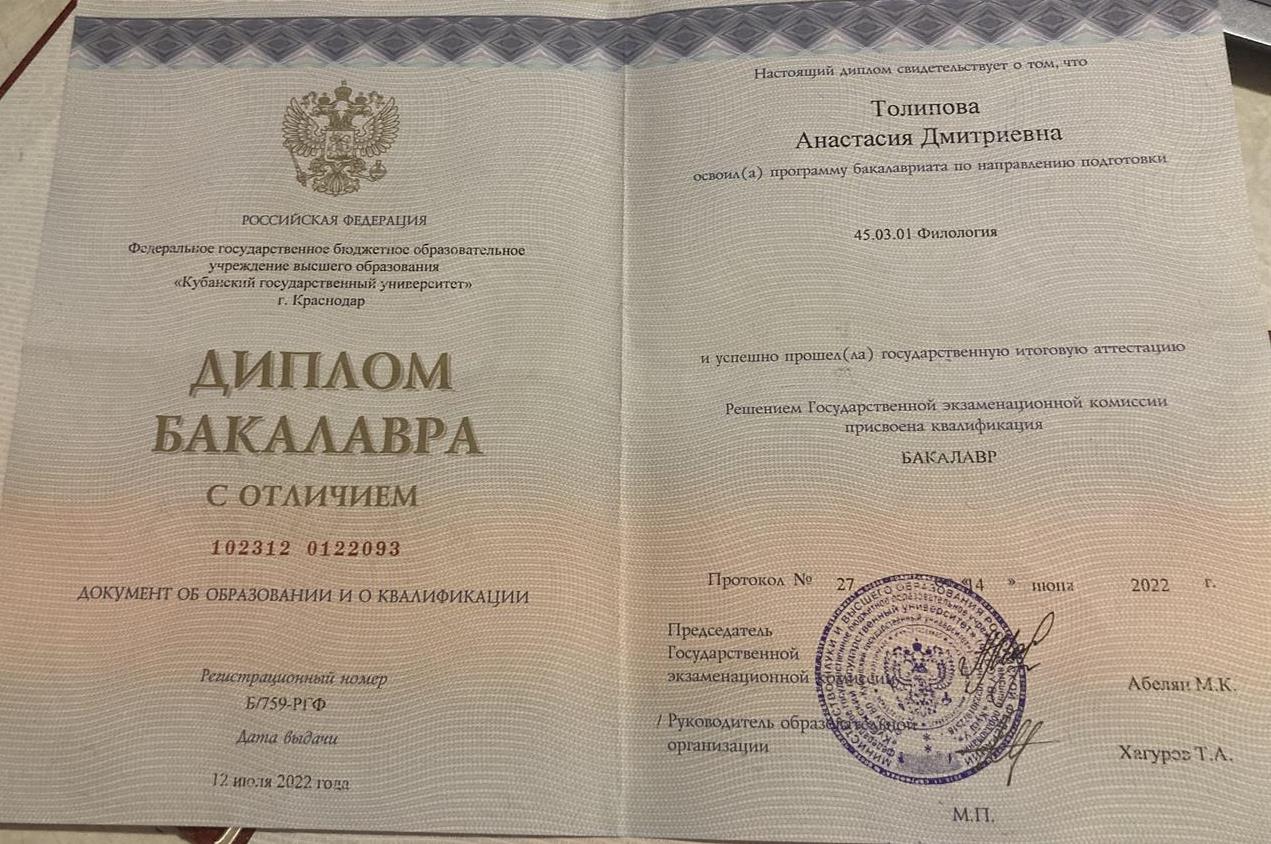 РОССИЙСКАЯ ФЕДЕРАЦИЯ
Федеральное государственное бюджетное образовательное
учреждение высшего образования
«Кубанский государственный университет»
г. Краснодар
ДИПЛОМ
БАКАЛАВРА
С ОТЛИЧИЕМ
102312 0122093
ДОКУМЕНТ ОБ ОБРАЗОВАНИИ И О КВАЛИФИКАЦИИ
Регистрационный номер
Б/759-РГФ
Дата выдачи
12 июля 2022 года
Настоящий диплом свидетельствует о том, что
Толипова
Анастасия Дмитриевна
освоил(а) программу бакалавриата по направлению подготовки
45.03.01 Филология
и успешно прошел(ла) государственную итоговую аттестацию
Решением Государственной экзаменационной комиссии
присвоена квалификация
БАКАЛАВР
Протокол № 27 «14 » июня 2022 г.
Председатель
Государственной
экзаменационной комиссии
Абелян М.К.
/ Руководитель образовательной
организации
Хагуров Т.А.
М.П.